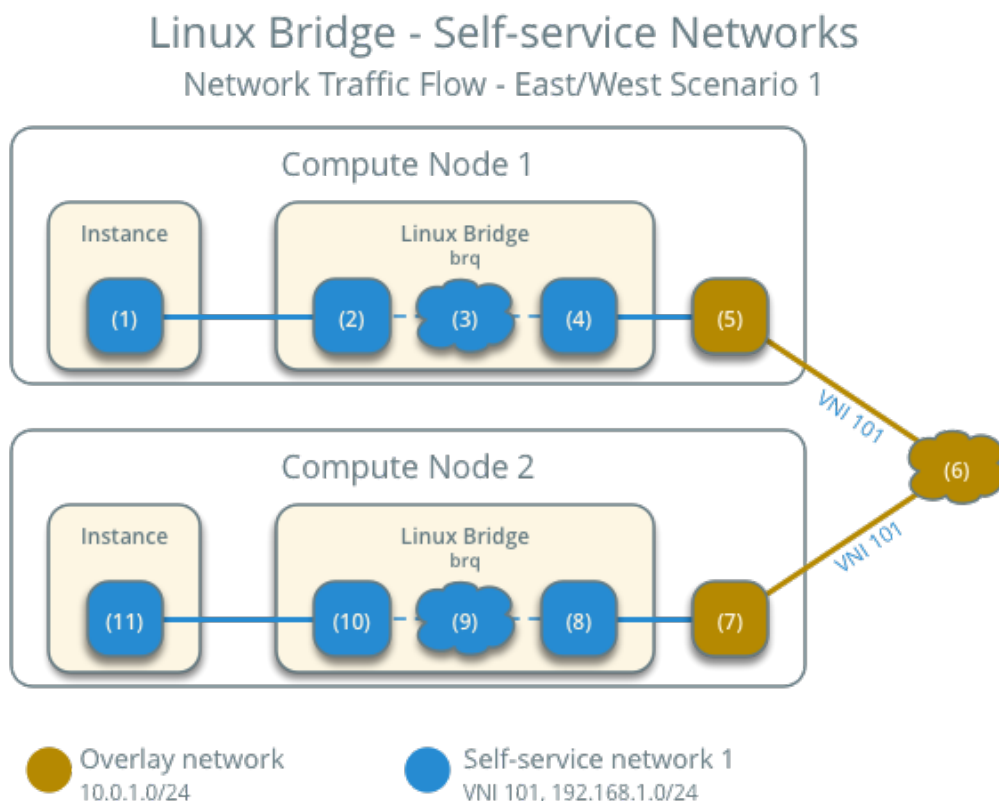 Linux Bridge - Self-service Networks
Network Traffic Flow - East/West Scenario 1
Compute Node 1
Instance
Linux Bridge
brq
(1)
(2)
(3)
(4)
(5)
VNI 101
(6)
VNI 101
Compute Node 2
Instance
Linux Bridge
brq
(11)
(10)
(9)
(8)
(7)
Overlay network
10.0.1.0/24
Self-service network 1
VNI 101, 192.168.1.0/24